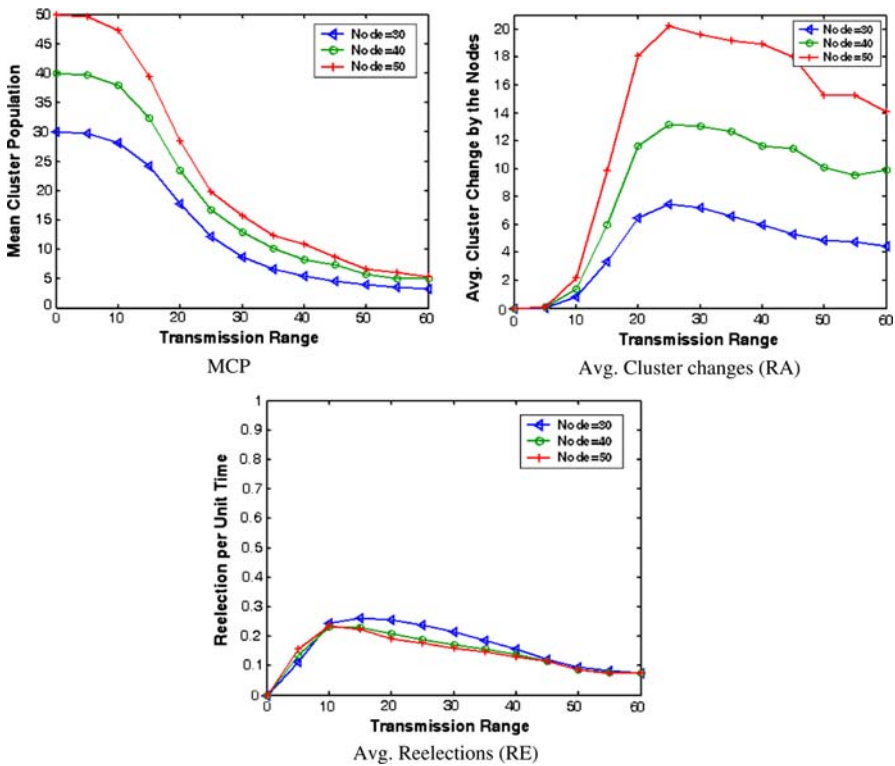 Mean Cluster Population
50
45
40
35
30
25
20
15
10
5
0
Node=30
Node=40
Node=50
0 10 20 30 40 50 60
Transmission Range
MCP
Avg. Cluster Change by the Nodes
20
18
16
14
12
10
8
6
4
2
0
Node=30
Node=40
Node=50
0 10 20 30 40 50 60
Transmission Range
Avg. Cluster changes (RA)
Reelection per Unit Time
1
0.9
0.8
0.7
0.6
0.5
0.4
0.3
0.2
0.1
0
Node=30
Node=40
Node=50
0 10 20 30 40 50 60
Transmission Range
Avg. Reelections (RE)